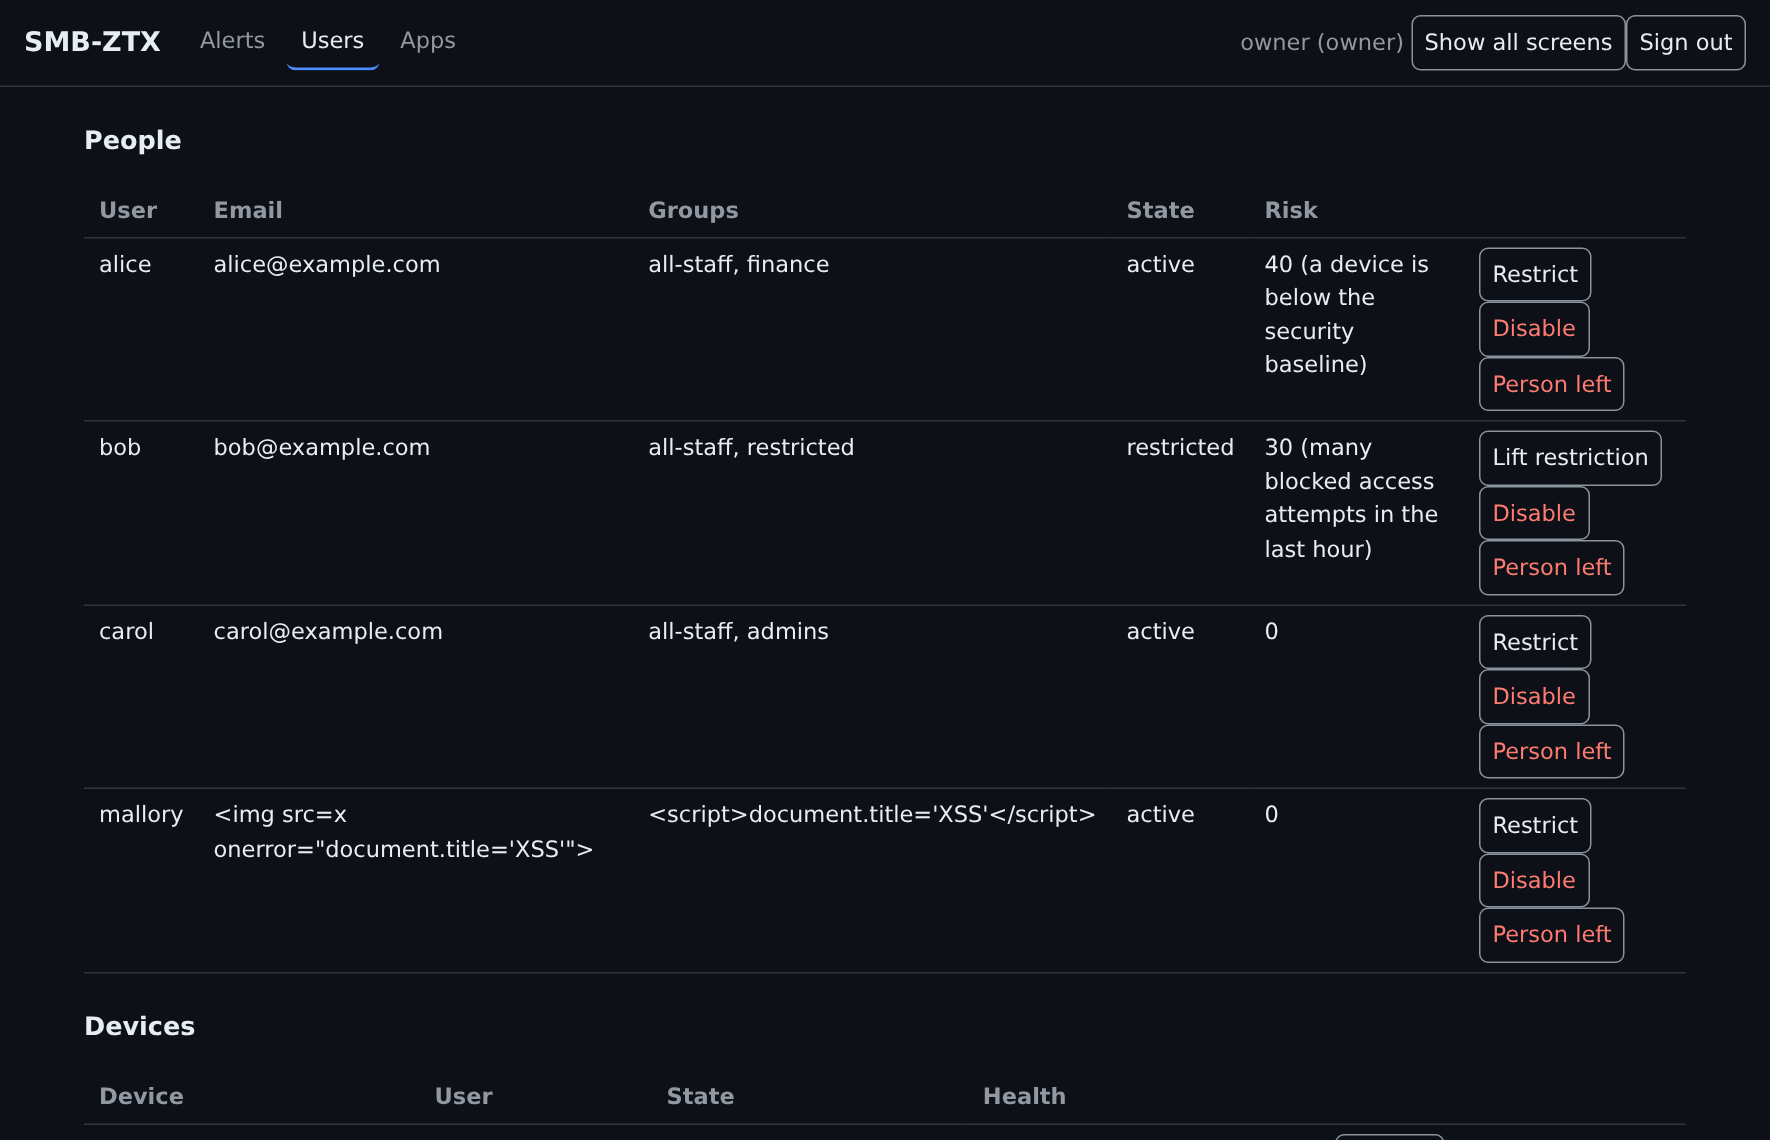 SMB-ZTX Alerts Users Apps owner (owner) Show all screens Sign out
People
User Email Groups State Risk
alice alice@example.com all-staff, finance active 40 (a device is below the security baseline) Restrict
Disable
Person left
bob bob@example.com all-staff, restricted restricted 30 (many blocked access attempts in the last hour) Lift restriction
Disable
Person left
carol carol@example.com all-staff, admins active 0 Restrict
Disable
Person left
mallory <img src=x onerror="document.title='XSS'"> <script>document.title='XSS'</script> active 0 Restrict
Disable
Person left
Devices
Device User State Health